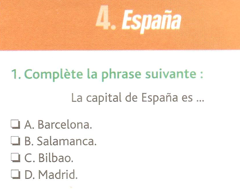 4. España
1. Complète la phrase suivante :
La capital de España es ...
❑ A. Barcelona.
❑ B. Salamanca.
❑ C. Bilbao.
❑ D. Madrid.